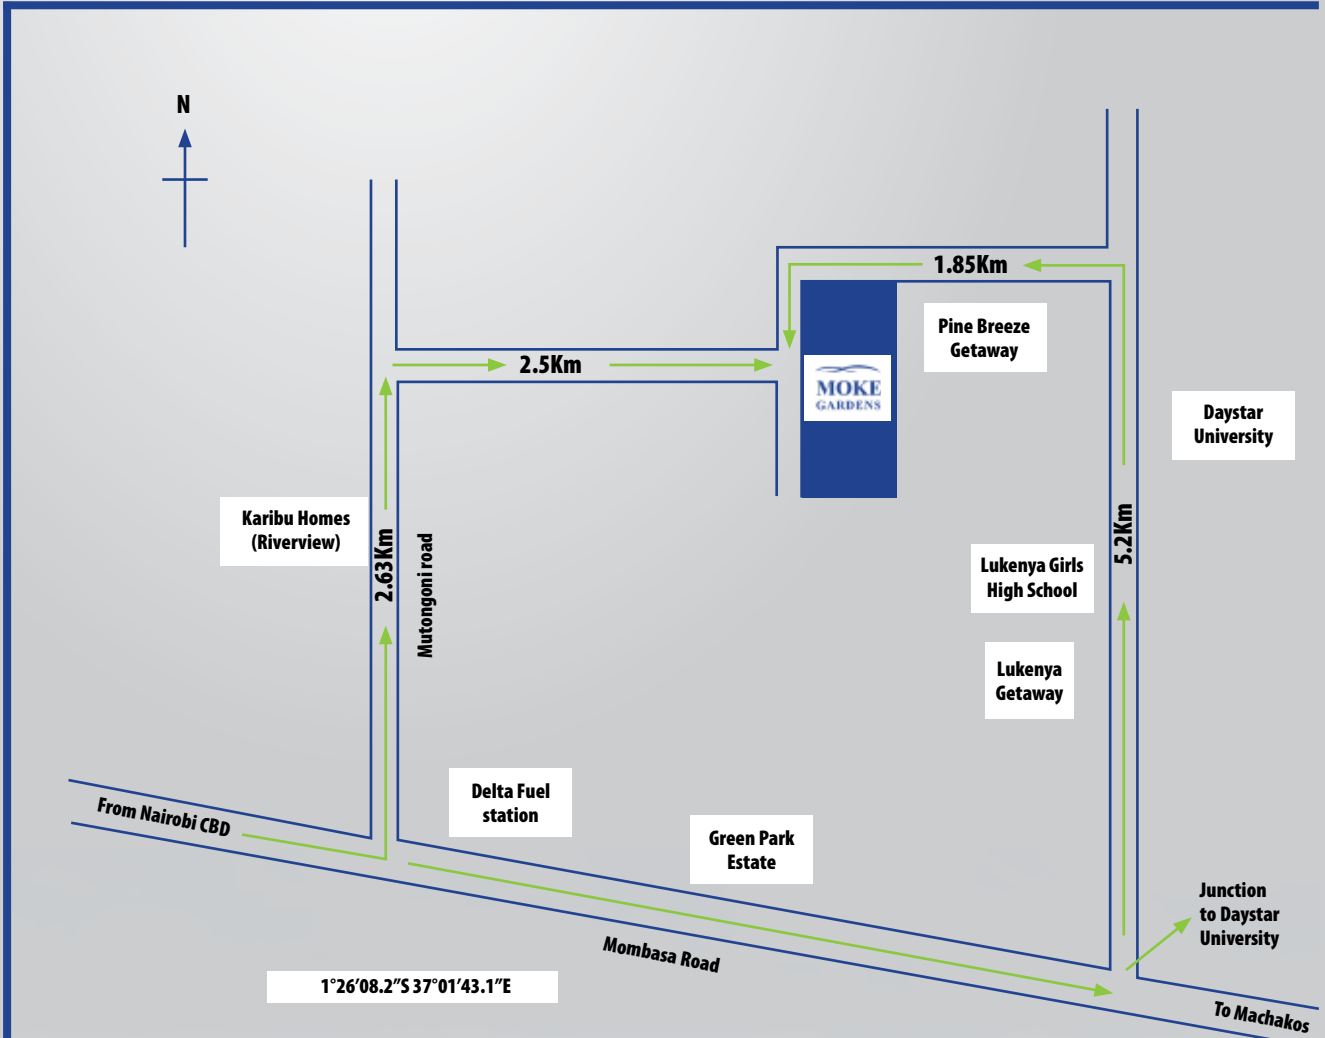 N
1.85Km
Pine Breeze
Getaway
2.5Km
MOKE
GARDENS
Daystar
University
Karibu Homes
(Riverview)
2.63Km
Mutongoni road
5.2Km
Lukenya Girls
High School
Lukenya
Getaway
Delta Fuel
station
From Nairobi CBD
Green Park
Estate
Junction
to Daystar
University
Mombasa Road
1°26′08.2″S 37°01′43.1″E
To Machakos